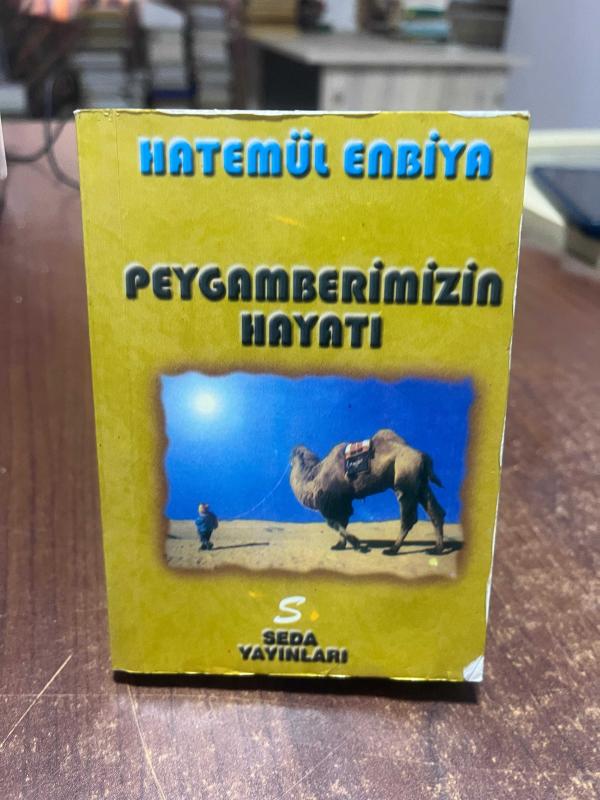 HATEMÜL ENBİYA
PEYGAMBERİMİZİN
HAYATI
S
SEDA
YAYINLARI